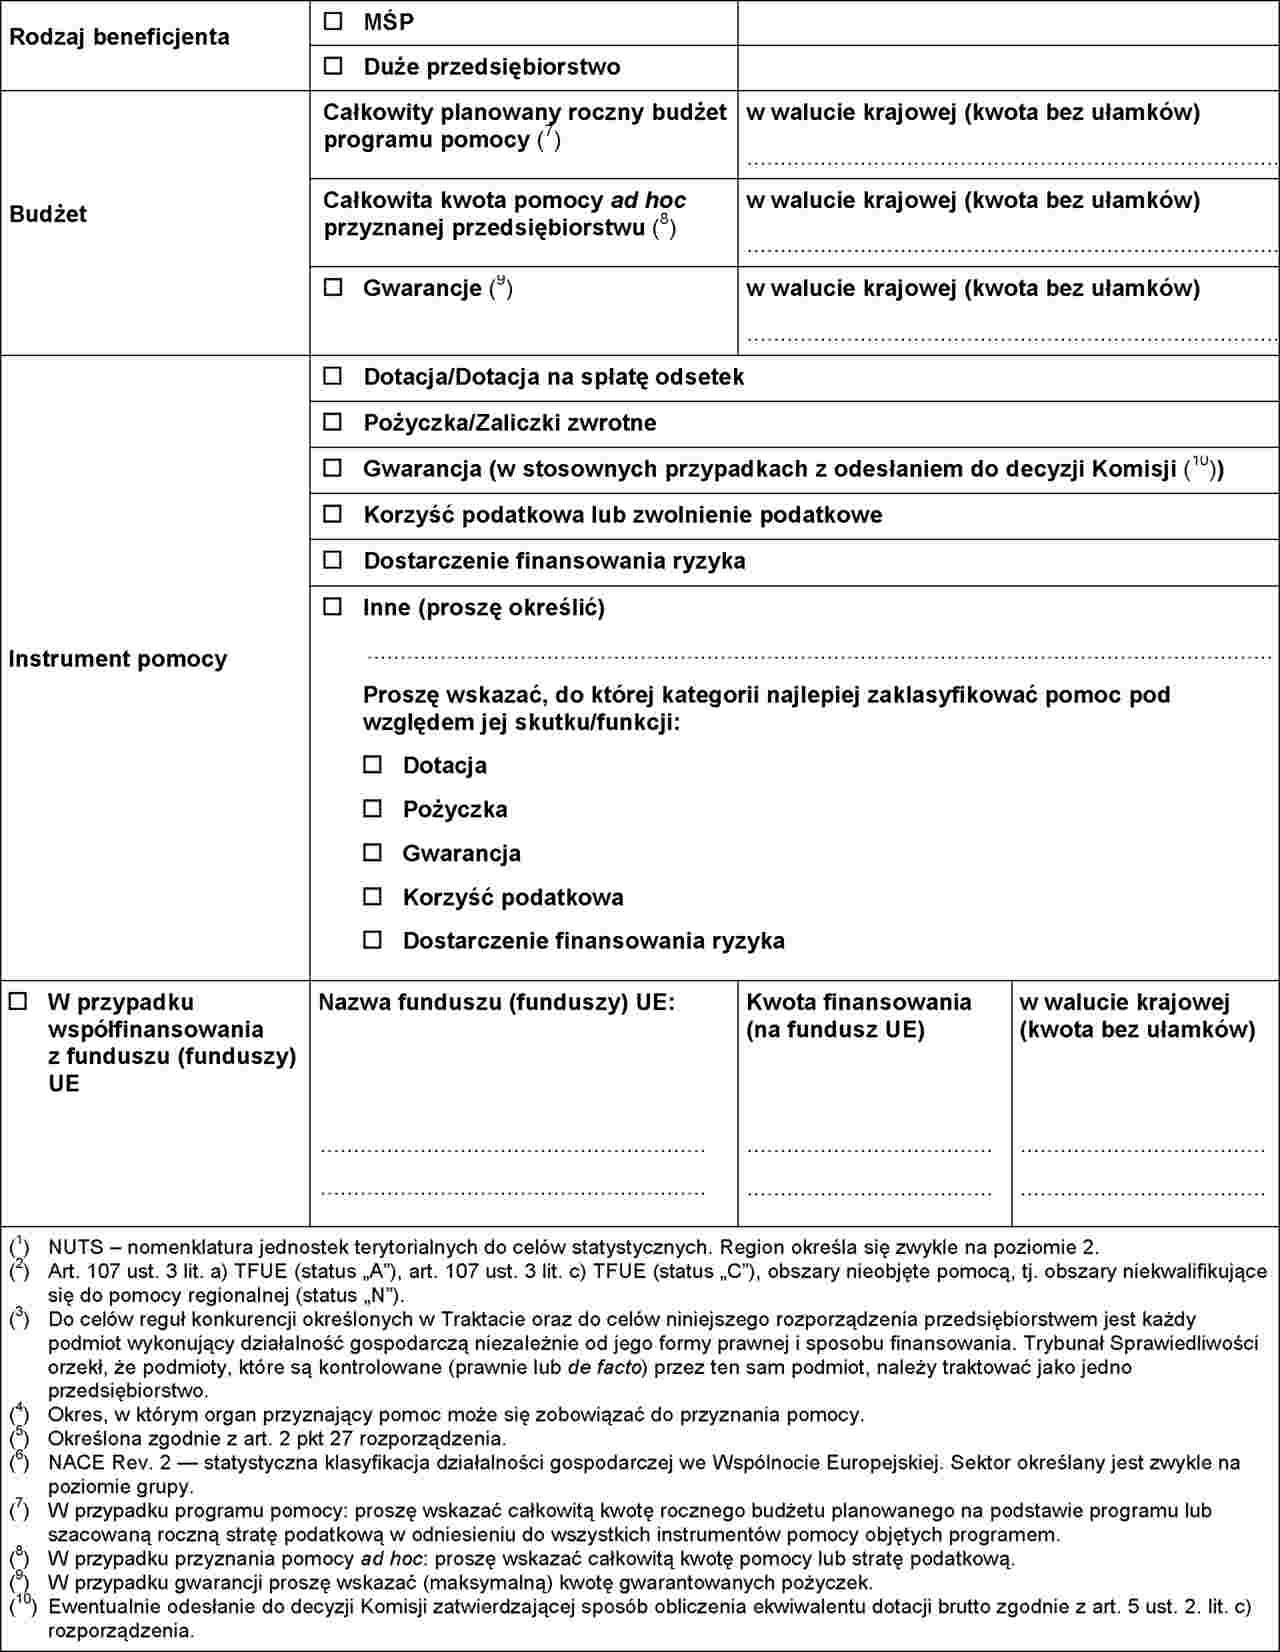 Rodzaj beneficjenta
☐ MŚP
☐ Duże przedsiębiorstwo
Budżet
Całkowity planowany roczny budżet
programu pomocy (7)
w walucie krajowej (kwota bez ułamków)
................................................................................
Całkowita kwota pomocy ad hoc
przyznanej przedsiębiorstwu (8)
w walucie krajowej (kwota bez ułamków)
................................................................................
☐ Gwarancje (9)
w walucie krajowej (kwota bez ułamków)
................................................................................
Instrument pomocy
☐ Dotacja/Dotacja na spłatę odsetek
☐ Pożyczka/Zaliczki zwrotne
☐ Gwarancja (w stosownych przypadkach z odesłaniem do decyzji Komisji (10))
☐ Korzyść podatkowa lub zwolnienie podatkowe
☐ Dostarczenie finansowania ryzyka
☐ Inne (proszę określić)
................................................................................
Proszę wskazać, do której kategorii najlepiej zaklasyfikować pomoc pod
względem jej skutku/funkcji:
☐ Dotacja
☐ Pożyczka
☐ Gwarancja
☐ Korzyść podatkowa
☐ Dostarczenie finansowania ryzyka
☐ W przypadku
współfinansowania
z funduszu (funduszy)
UE
Nazwa funduszu (funduszy) UE:
..........................................................
..........................................................
Kwota finansowania
(na fundusz UE)
.....................................
.....................................
w walucie krajowej
(kwota bez ułamków)
.....................................
.....................................
(1) NUTS – nomenklatura jednostek terytorialnych do celów statystycznych. Region określa się zwykle na poziomie 2.
(2) Art. 107 ust. 3 lit. a) TFUE (status „A”), art. 107 ust. 3 lit. c) TFUE (status „C”), obszary nieobjęte pomocą, tj. obszary niekwalifikujące
się do pomocy regionalnej (status „N”).
(3) Do celów reguł konkurencji określonych w Traktacie oraz do celów niniejszego rozporządzenia przedsiębiorstwem jest każdy
podmiot wykonujący działalność gospodarczą niezależnie od jego formy prawnej i sposobu finansowania. Trybunał Sprawiedliwości
orzekł, że podmioty, które są kontrolowane (prawnie lub de facto) przez ten sam podmiot, należy traktować jako jedno
przedsiębiorstwo.
(4) Okres, w którym organ przyznający pomoc może się zobowiązać do przyznania pomocy.
(5) Określona zgodnie z art. 2 pkt 27 rozporządzenia.
(6) NACE Rev. 2 — statystyczna klasyfikacja działalności gospodarczej we Wspólnocie Europejskiej. Sektor określany jest zwykle na
poziomie grupy.
(7) W przypadku programu pomocy: proszę wskazać całkowitą kwotę rocznego budżetu planowanego na podstawie programu lub
szacowaną roczną stratę podatkową w odniesieniu do wszystkich instrumentów pomocy objętych programem.
(8) W przypadku przyznania pomocy ad hoc: proszę wskazać całkowitą kwotę pomocy lub stratę podatkową.
(9) W przypadku gwarancji proszę wskazać (maksymalną) kwotę gwarantowanych pożyczek.
(10) Ewentualnie odesłanie do decyzji Komisji zatwierdzającej sposób obliczenia ekwiwalentu dotacji brutto zgodnie z art. 5 ust. 2. lit. c)
rozporządzenia.